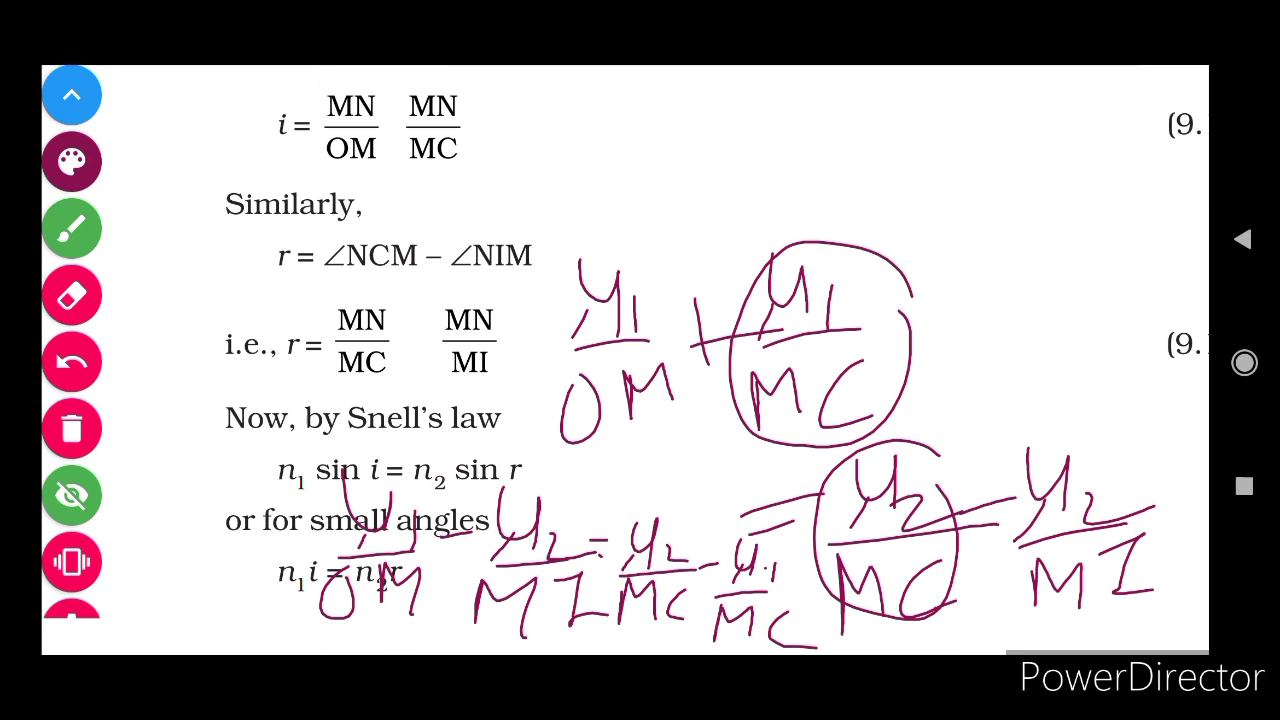 i = MN/OM MN/MC (9.
Similarly,
r = ∠NCM – ∠NIM
i.e., r = MN/MC MN/MI (9.
μ1/OM + μ1/MC
Now, by Snell's law
n1 sin i = n2 sin r
= μ2/MC - μ2/MI
or for small angles
n1i = n2r
μ1/OM - μ2/MI = μ2/MC - μ1/MC
PowerDirector